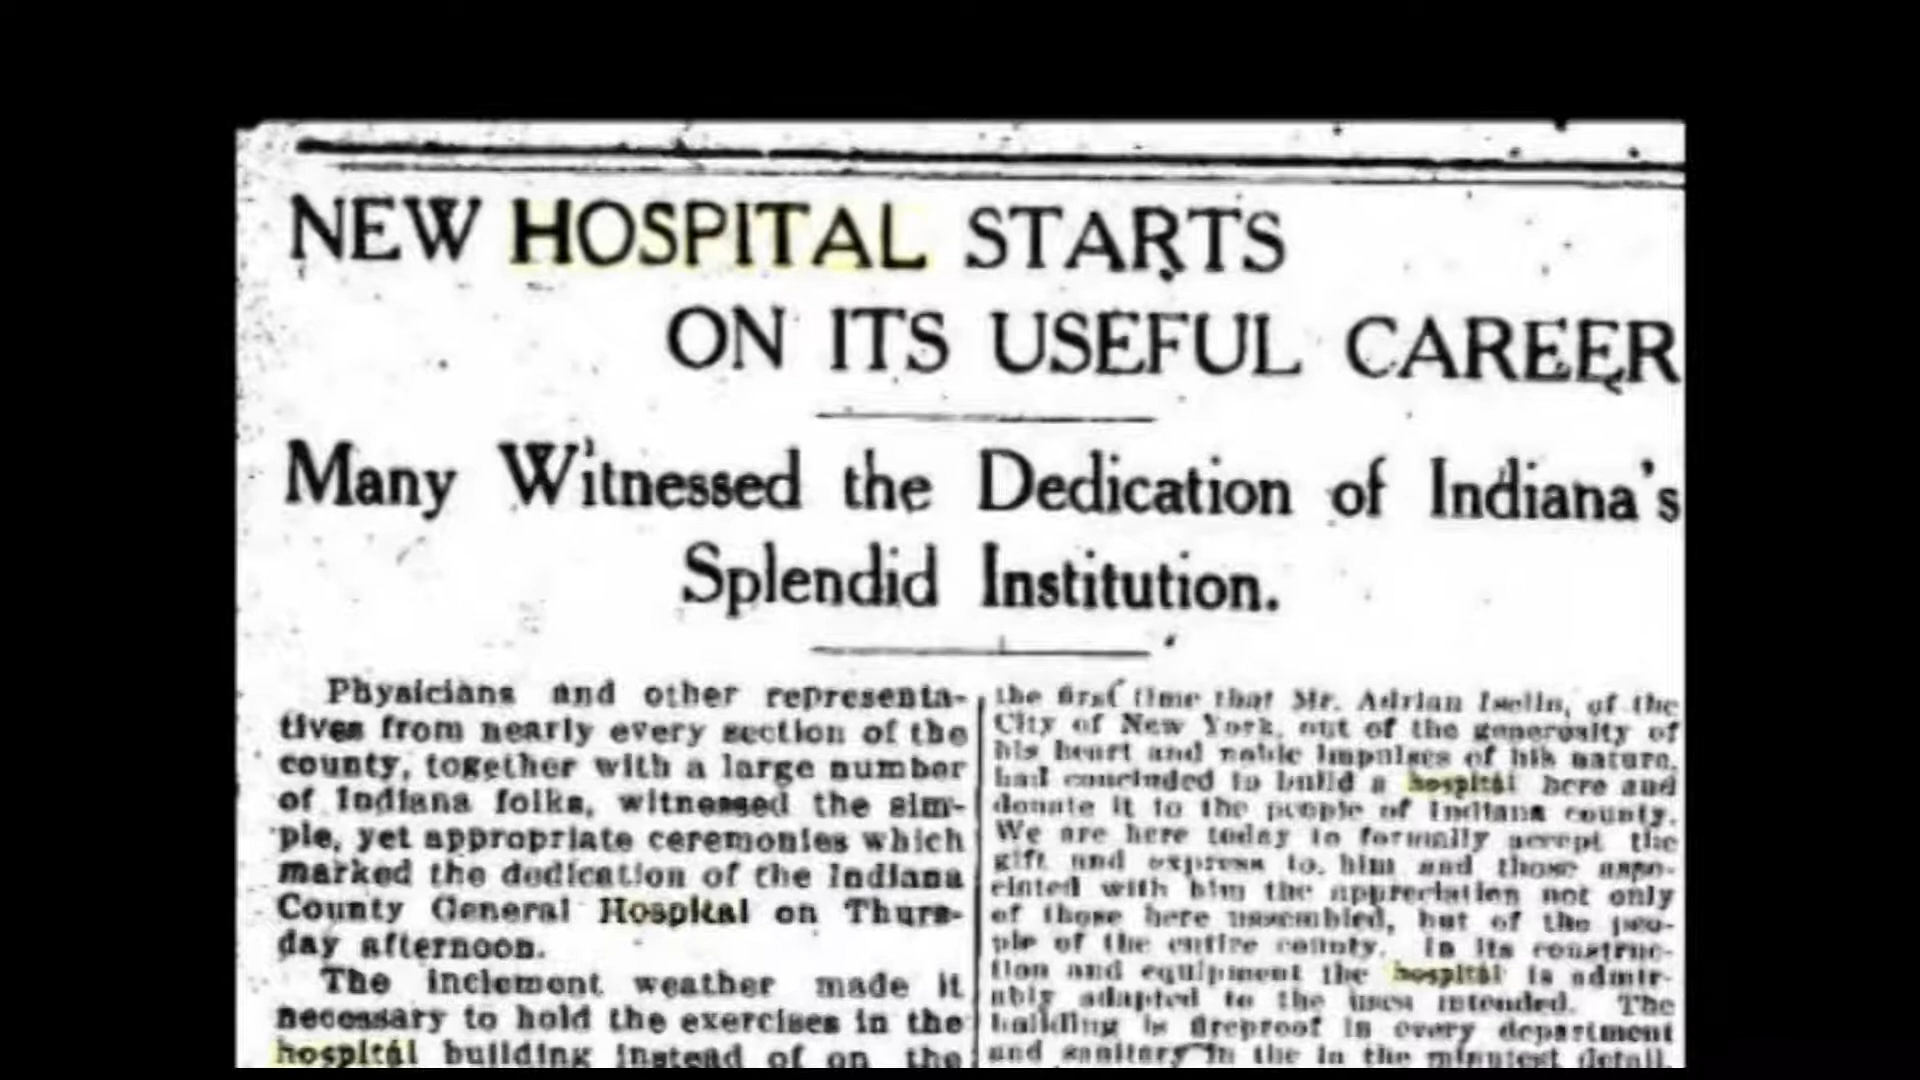 NEW HOSPITAL STARTS
ON ITS USEFUL CAREER
Many Witnessed the Dedication of Indiana's
Splendid Institution.
Physicians and other representa-
tives from nearly every section of the
county, together with a large number
of Indiana folks, witnessed the sim-
ple, yet appropriate ceremonies which
marked the dedication of the Indiana
County General Hospital on Thurs-
day afternoon.
The inclement weather made it
necessary to hold the exercises in the
hospital building instead of on the
the first time that Mr. Adrian Iselin, of the
City of New York, out of the generosity of
his heart and noble impulses of his nature,
had concluded to build a hospital here and
donate it to the people of Indiana county.
We are here today to formally accept the
gift and express to him and those asso-
ciated with him the appreciation not only
of those here assembled, but of the peo-
ple of the entire county. In its construc-
tion and equipment the hospital is admir-
ably adapted to the uses intended. The
building is fireproof in every department
and sanitary in the in the minutest detail.